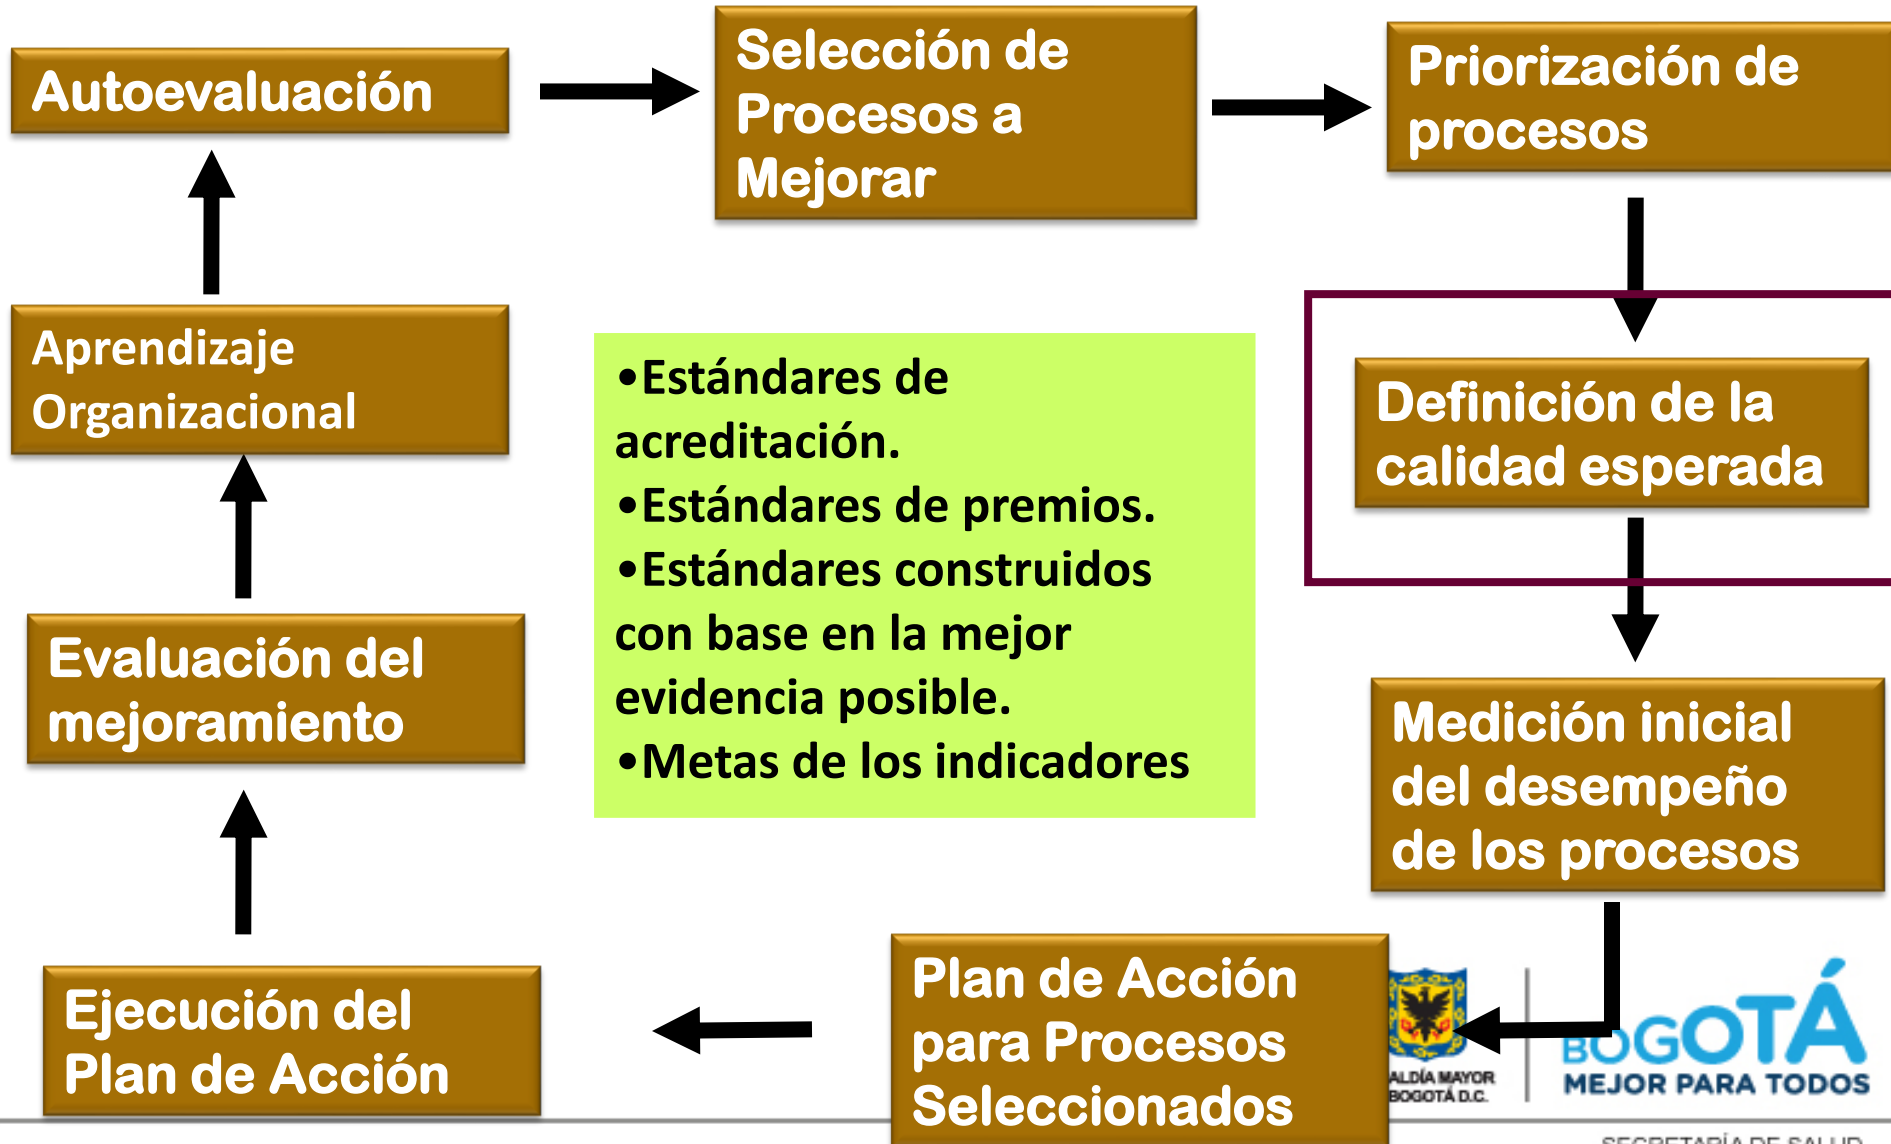 Autoevaluación
Selección de
Procesos a
Mejorar
Priorización de
procesos
Aprendizaje
Organizacional
•Estándares de
acreditación.
•Estándares de premios.
•Estándares construidos
con base en la mejor
evidencia posible.
•Metas de los indicadores
Definición de la
calidad esperada
Evaluación del
mejoramiento
Medición inicial
del desempeño
de los procesos
Ejecución del
Plan de Acción
Plan de Acción
para Procesos
Seleccionados
ALDÍA MAYOR
BOGOTÁ D.C.
BOGOTÁ
MEJOR PARA TODOS
SECRETARÍA DE SALUD